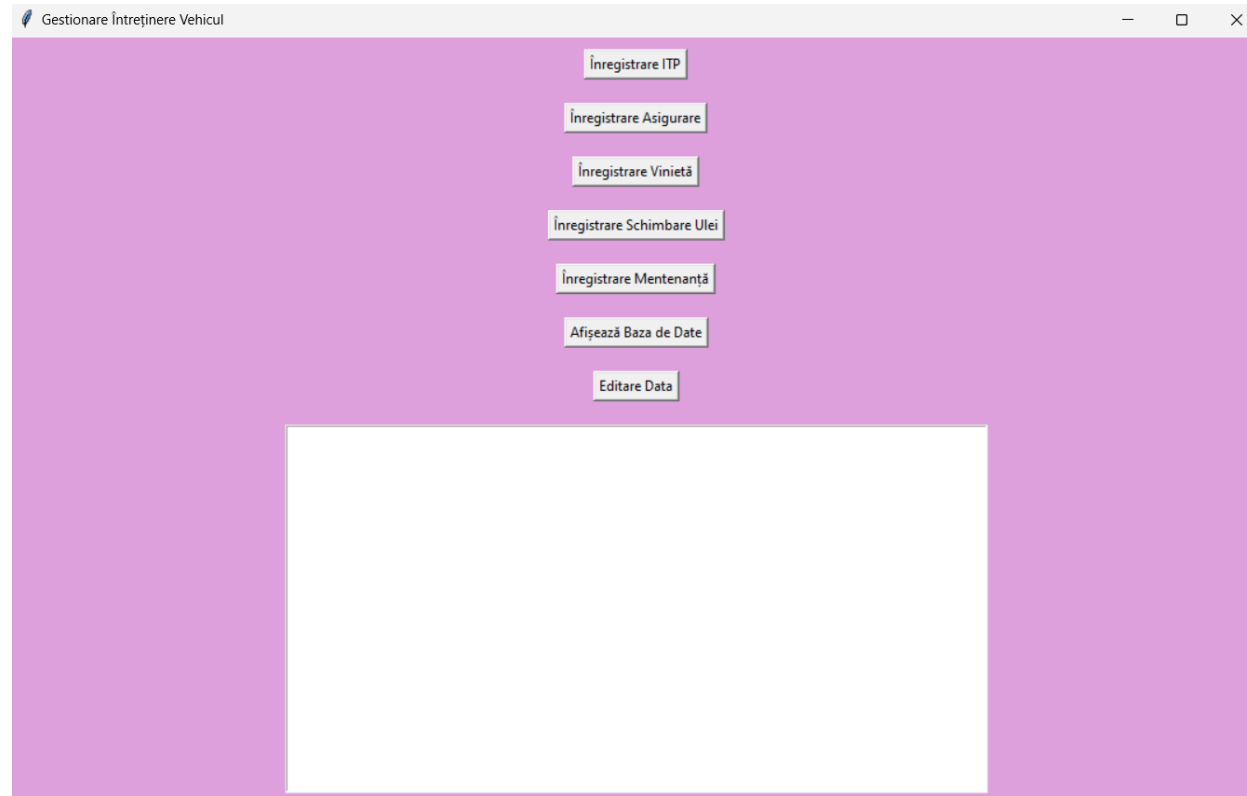 Gestionare Întreținere Vehicul
Înregistrare ITP
Înregistrare Asigurare
Înregistrare Vinietă
Înregistrare Schimbare Ulei
Înregistrare Mentenanță
Afișează Baza de Date
Editare Data